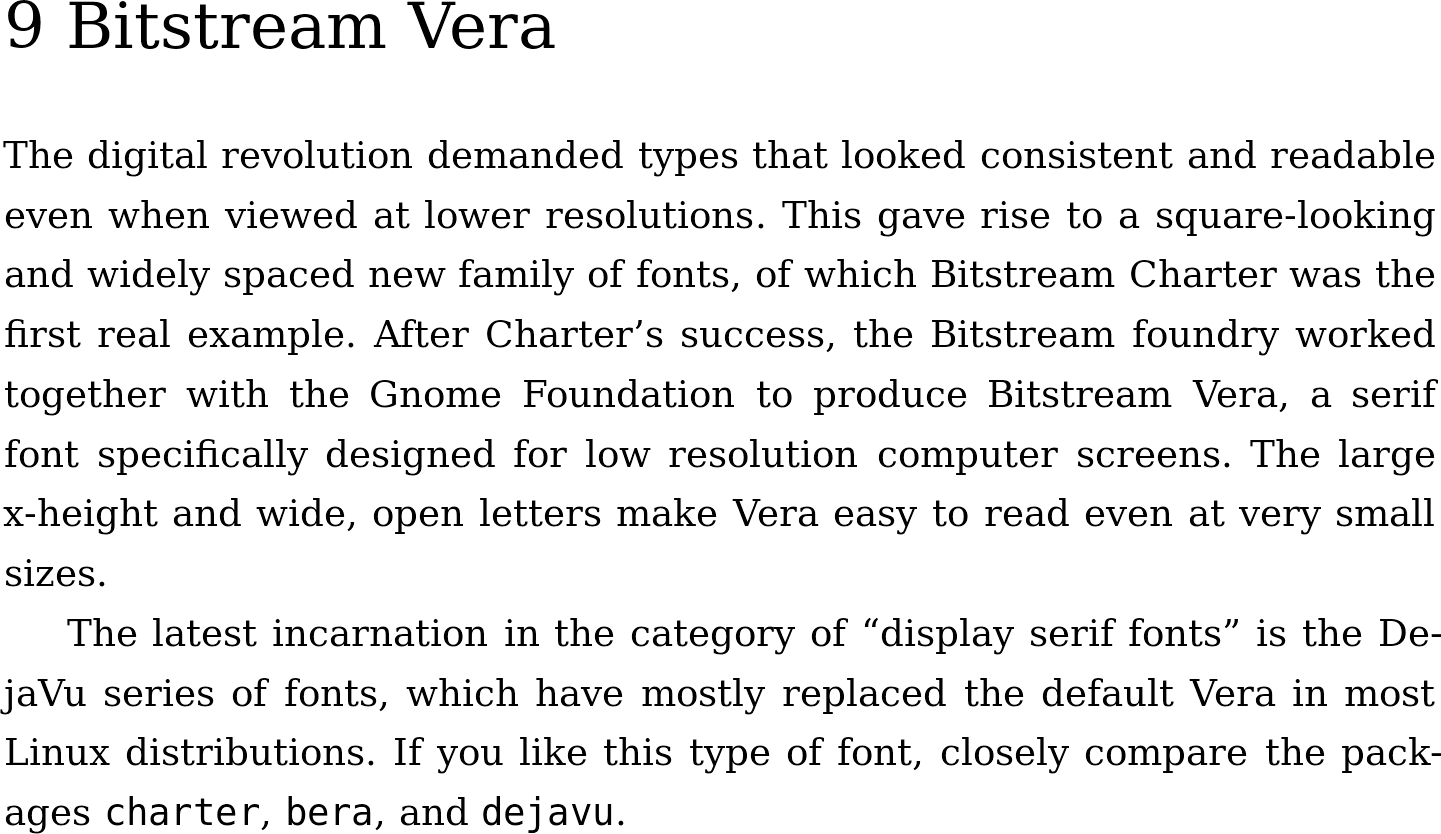 9 Bitstream Vera
The digital revolution demanded types that looked consistent and readable
even when viewed at lower resolutions. This gave rise to a square-looking
and widely spaced new family of fonts, of which Bitstream Charter was the
first real example. After Charter’s success, the Bitstream foundry worked
together with the Gnome Foundation to produce Bitstream Vera, a serif
font specifically designed for low resolution computer screens. The large
x-height and wide, open letters make Vera easy to read even at very small
sizes.
The latest incarnation in the category of “display serif fonts” is the De-
jaVu series of fonts, which have mostly replaced the default Vera in most
Linux distributions. If you like this type of font, closely compare the pack-
ages charter, bera, and dejavu.